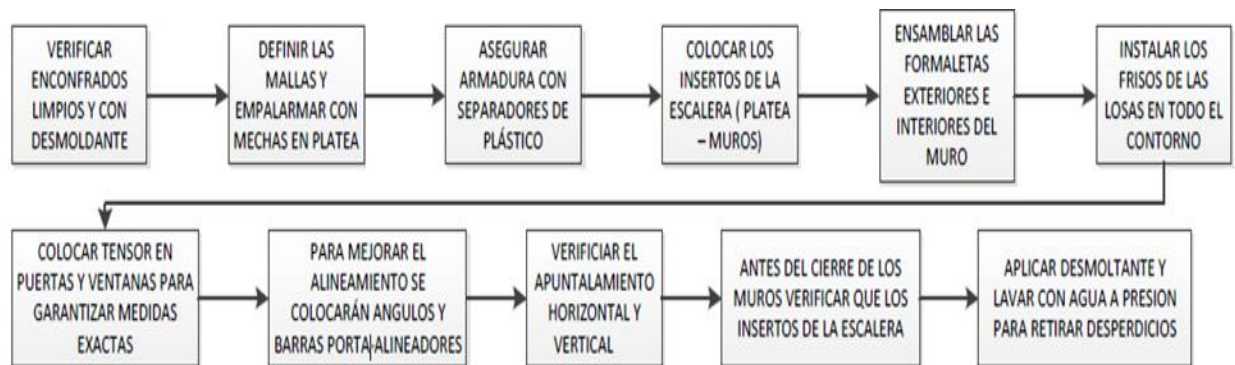 VERIFICAR
ENCONFRADOS
LIMPIOS Y CON
DESMOLDANTE
DEFINIR LAS
MALLAS Y
EMPALARMAR CON
MECHAS EN PLATEA
ASEGURAR
ARMADURA CON
SEPARADORES DE
PLÁSTICO
COLOCAR LOS
INSERTOS DE LA
ESCALERA ( PLATEA
– MUROS)
ENSAMBLAR LAS
FORMALETAS
EXTERIORES E
INTERIORES DEL
MURO
INSTALAR LOS
FRISOS DE LAS
LOSAS EN TODO EL
CONTORNO
COLOCAR TENSOR EN
PUERTAS Y VENTANAS PARA
GARANTIZAR MEDIDAS
EXACTAS
PARA MEJORAR EL
ALINEAMIENTO SE
COLOCARÁN ANGULOS Y
BARRAS PORTA-ALINEADORES
VERIFICIAR EL
APUNTALAMIENTO
HORIZONTAL Y
VERTICAL
ANTES DEL CIERRE DE LOS
MUROS VERIFICAR QUE LOS
INSERTOS DE LA ESCALERA
APLICAR DESMOLTANTE Y
LAVAR CON AGUA A PRESION
PARA RETIRAR DESPERDICIOS